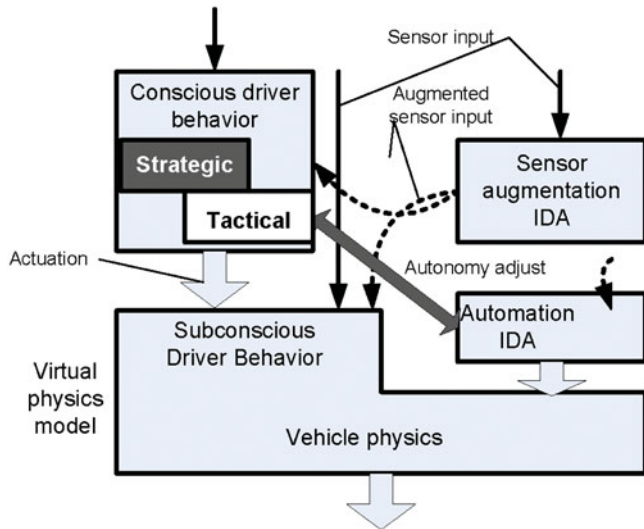 Sensor input
Conscious driver
behavior
Augmented
sensor input
Strategic
Sensor
augmentation
IDA
Tactical
Actuation
Autonomy adjust
Automation
IDA
Subconscious
Driver Behavior
Virtual
physics
model
Vehicle physics